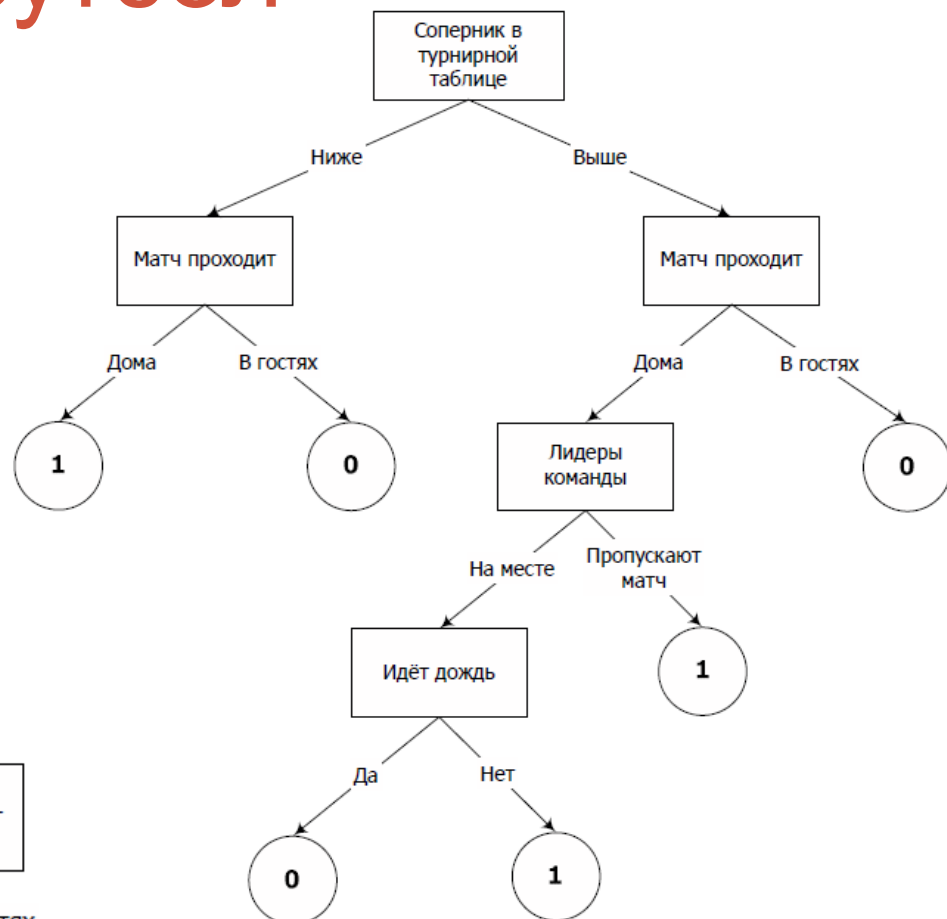 Соперник в
турнирной
таблице
Ниже
Выше
Матч проходит
Матч проходит
Дома
В гостях
Дома
В гостях
1
0
Лидеры
команды
0
На месте
Пропускают
матч
Идёт дождь
1
Да
Нет
0
1